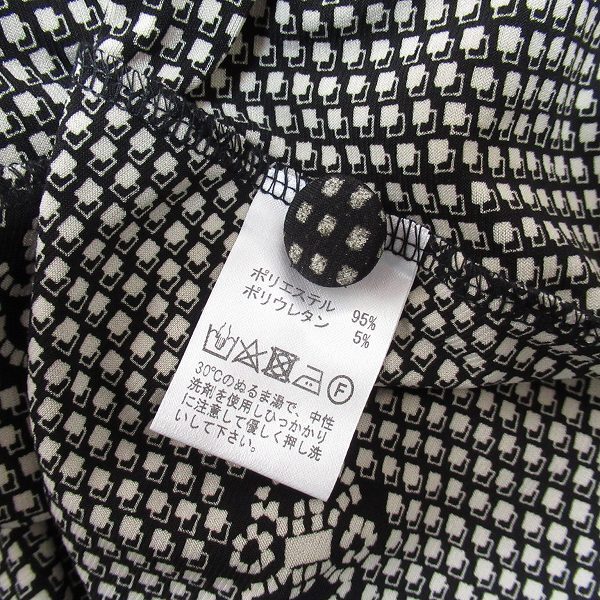 ポリエステル 95%
ポリウレタン 5%
F
30℃のぬるま湯で、中性
洗剤を使用しひっかかり
に注意して優しく押し洗
いして下さい。